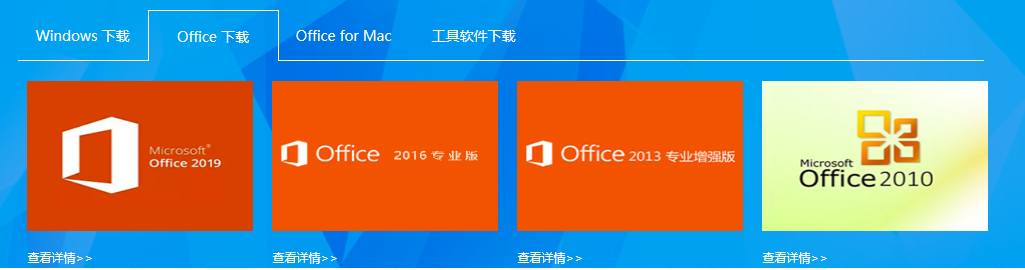 Windows 下载
Office 下载
Office for Mac
工具软件下载
Microsoft®
Office 2019
Office 2016 专业版
Office 2013 专业增强版
Microsoft
Office 2010
查看详情>>
查看详情>>
查看详情>>
查看详情>>